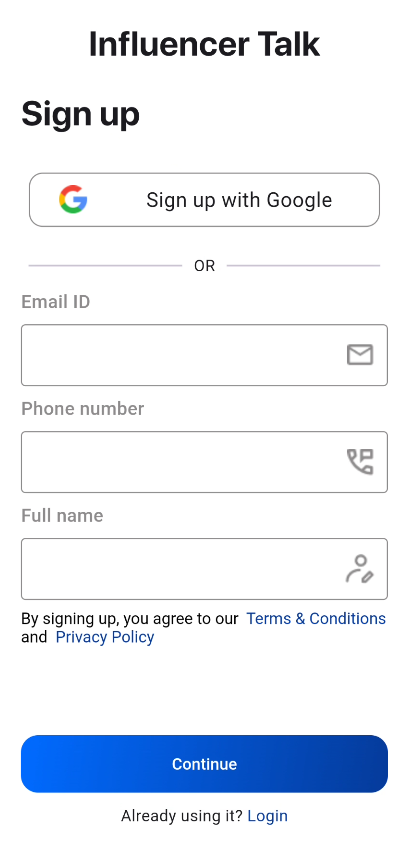 Influencer Talk
Sign up
Sign up with Google
OR
Email ID
Phone number
Full name
By signing up, you agree to our Terms & Conditions
and Privacy Policy
Continue
Already using it? Login